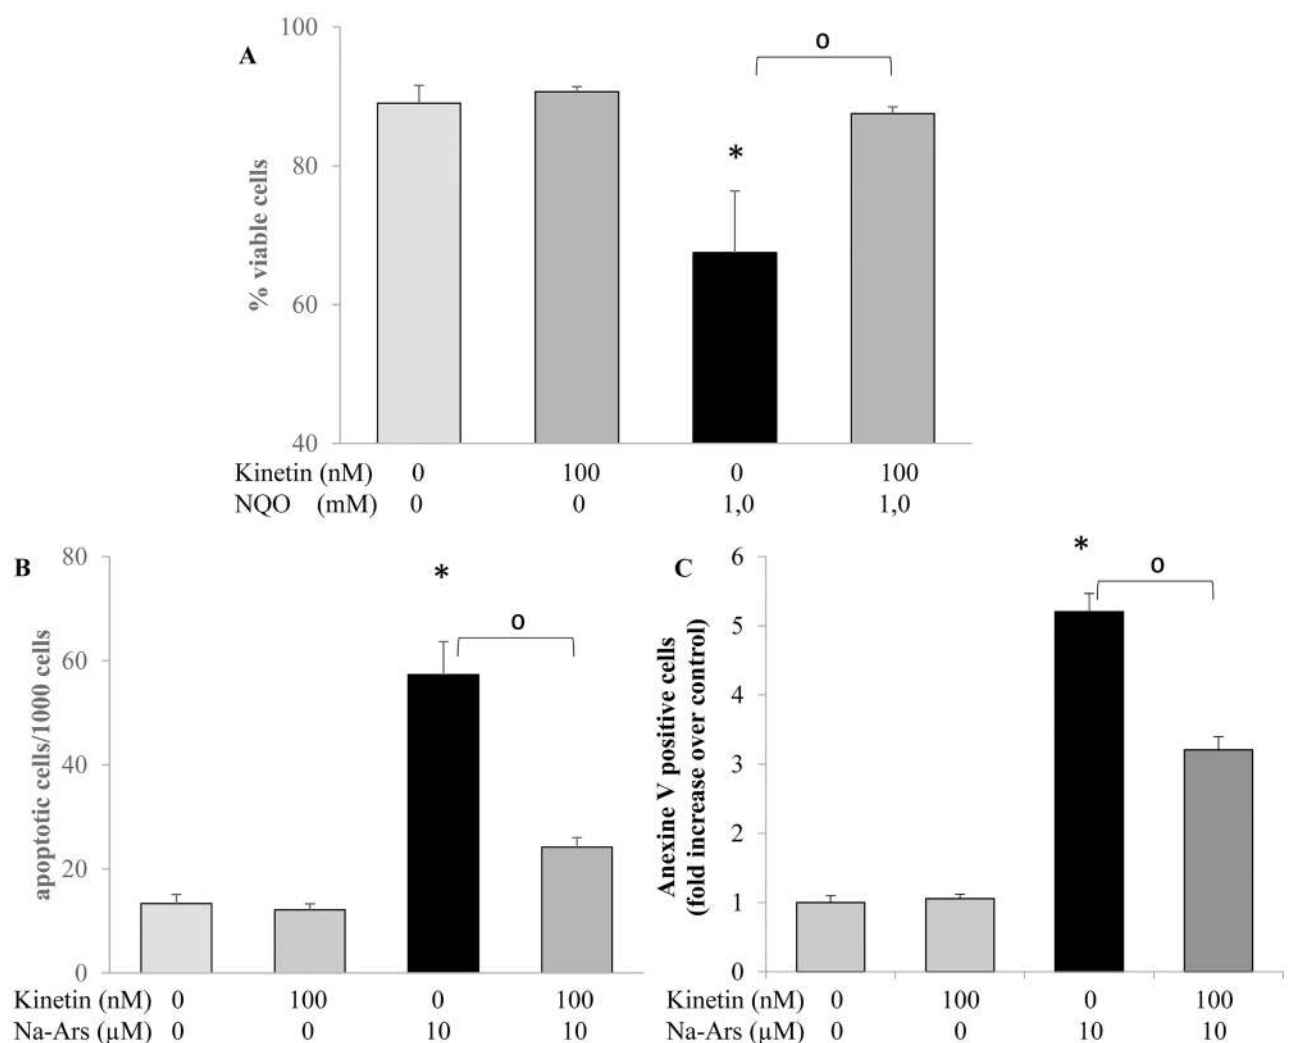 A
100
80
60
40
% viable cells
*
o
Kinetin (nM) 0 100 0 100
NQO (mM) 0 0 1,0 1,0
B
80
60
40
20
0
apoptotic cells/1000 cells
*
o
Kinetin (nM) 0 100 0 100
Na-Ars (µM) 0 0 10 10
C
6
5
4
3
2
1
0
Anexine V positive cells
(fold increase over control)
*
o
Kinetin (nM) 0 100 0 100
Na-Ars (µM) 0 0 10 10